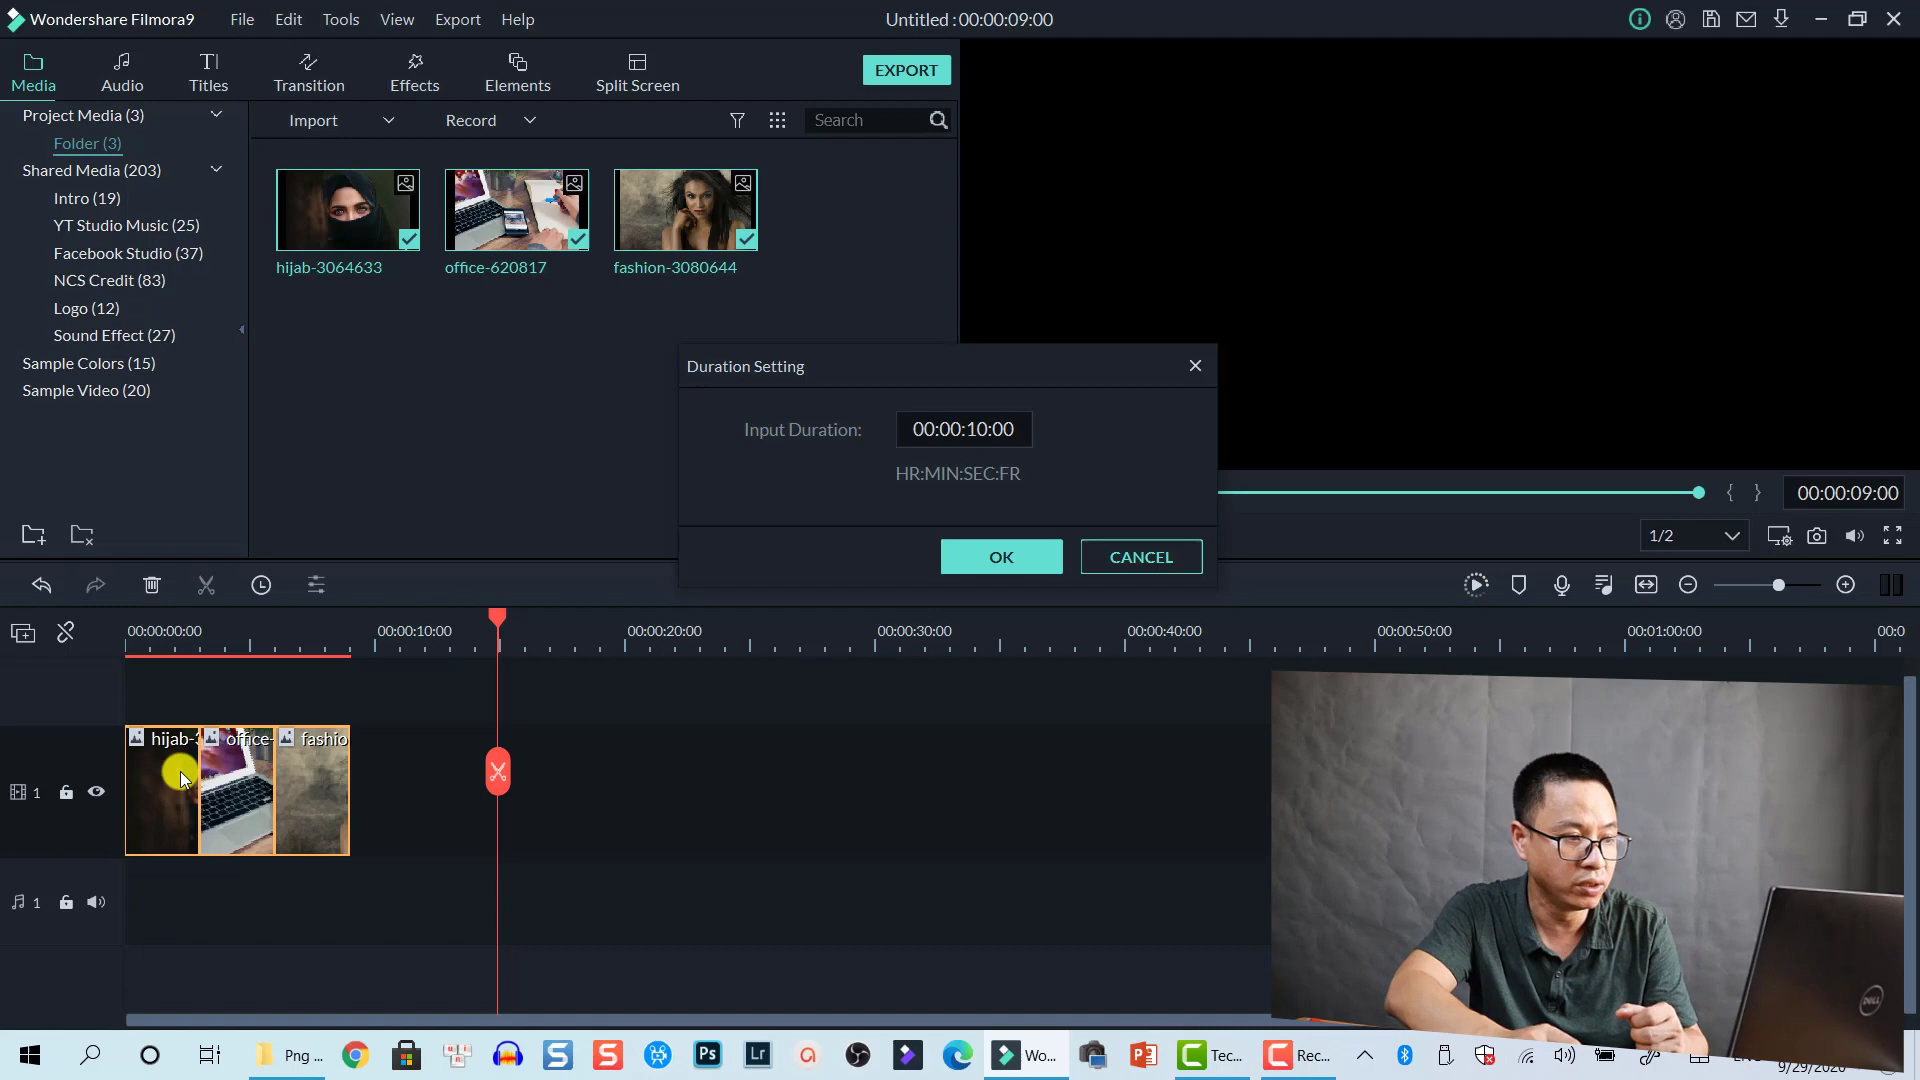 Wondershare Filmora9
File
Edit
Tools
View
Export
Help
Untitled : 00:00:09:00
Media
Audio
Titles
Transition
Effects
Elements
Split Screen
EXPORT
Project Media (3)
Folder (3)
Shared Media (203)
Intro (19)
YT Studio Music (25)
Facebook Studio (37)
NCS Credit (83)
Logo (12)
Sound Effect (27)
Sample Colors (15)
Sample Video (20)
Import
Record
Search
hijab-3064633
office-620817
fashion-3080644
Duration Setting
Input Duration:
00:00:10:00
HR:MIN:SEC:FR
OK
CANCEL
00:00:09:00
1/2
00:00:00:00
00:00:10:00
00:00:20:00
00:00:30:00
00:00:40:00
00:00:50:00
00:01:00:00
00:0
hijab-3
office-
fashio
1
1
DELL
Png ...
Ps
Lr
Wo...
Tec...
Rec...